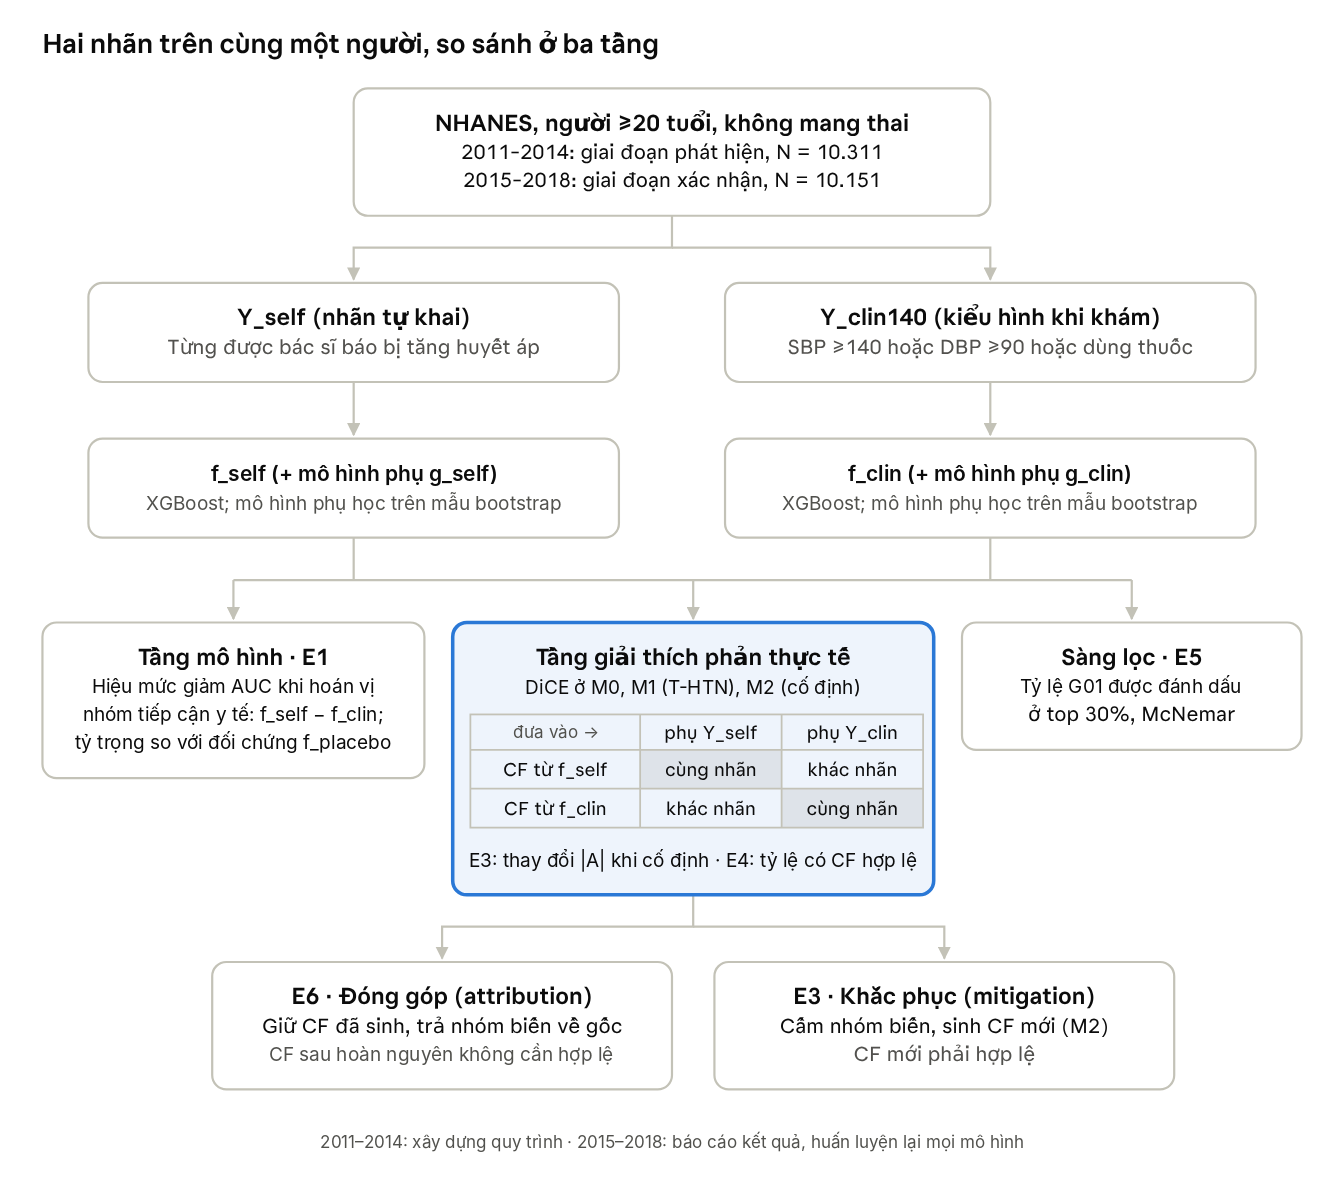 Hai nhãn trên cùng một người, so sánh ở ba tầng
NHANES, người ≥20 tuổi, không mang thai
2011-2014: giai đoạn phát hiện, N = 10.311
2015-2018: giai đoạn xác nhận, N = 10.151
Y_self (nhãn tự khai)
Từng được bác sĩ báo bị tăng huyết áp
Y_clin140 (kiểu hình khi khám)
SBP ≥140 hoặc DBP ≥90 hoặc dùng thuốc
f_self (+ mô hình phụ g_self)
XGBoost; mô hình phụ học trên mẫu bootstrap
f_clin (+ mô hình phụ g_clin)
XGBoost; mô hình phụ học trên mẫu bootstrap
Tầng mô hình · E1
Hiệu mức giảm AUC khi hoán vị
nhóm tiếp cận y tế: f_self − f_clin;
tỷ trọng so với đối chứng f_placebo
Tầng giải thích phản thực tế
DiCE ở M0, M1 (T-HTN), M2 (cố định)
đưa vào → phụ Y_self phụ Y_clin
CF từ f_self cùng nhãn khác nhãn
CF từ f_clin khác nhãn cùng nhãn
E3: thay đổi |A| khi cố định · E4: tỷ lệ có CF hợp lệ
Sàng lọc · E5
Tỷ lệ G01 được đánh dấu
ở top 30%, McNemar
E6 · Đóng góp (attribution)
Giữ CF đã sinh, trả nhóm biến về gốc
CF sau hoàn nguyên không cần hợp lệ
E3 · Khắc phục (mitigation)
Cấm nhóm biến, sinh CF mới (M2)
CF mới phải hợp lệ
2011–2014: xây dựng quy trình · 2015–2018: báo cáo kết quả, huấn luyện lại mọi mô hình